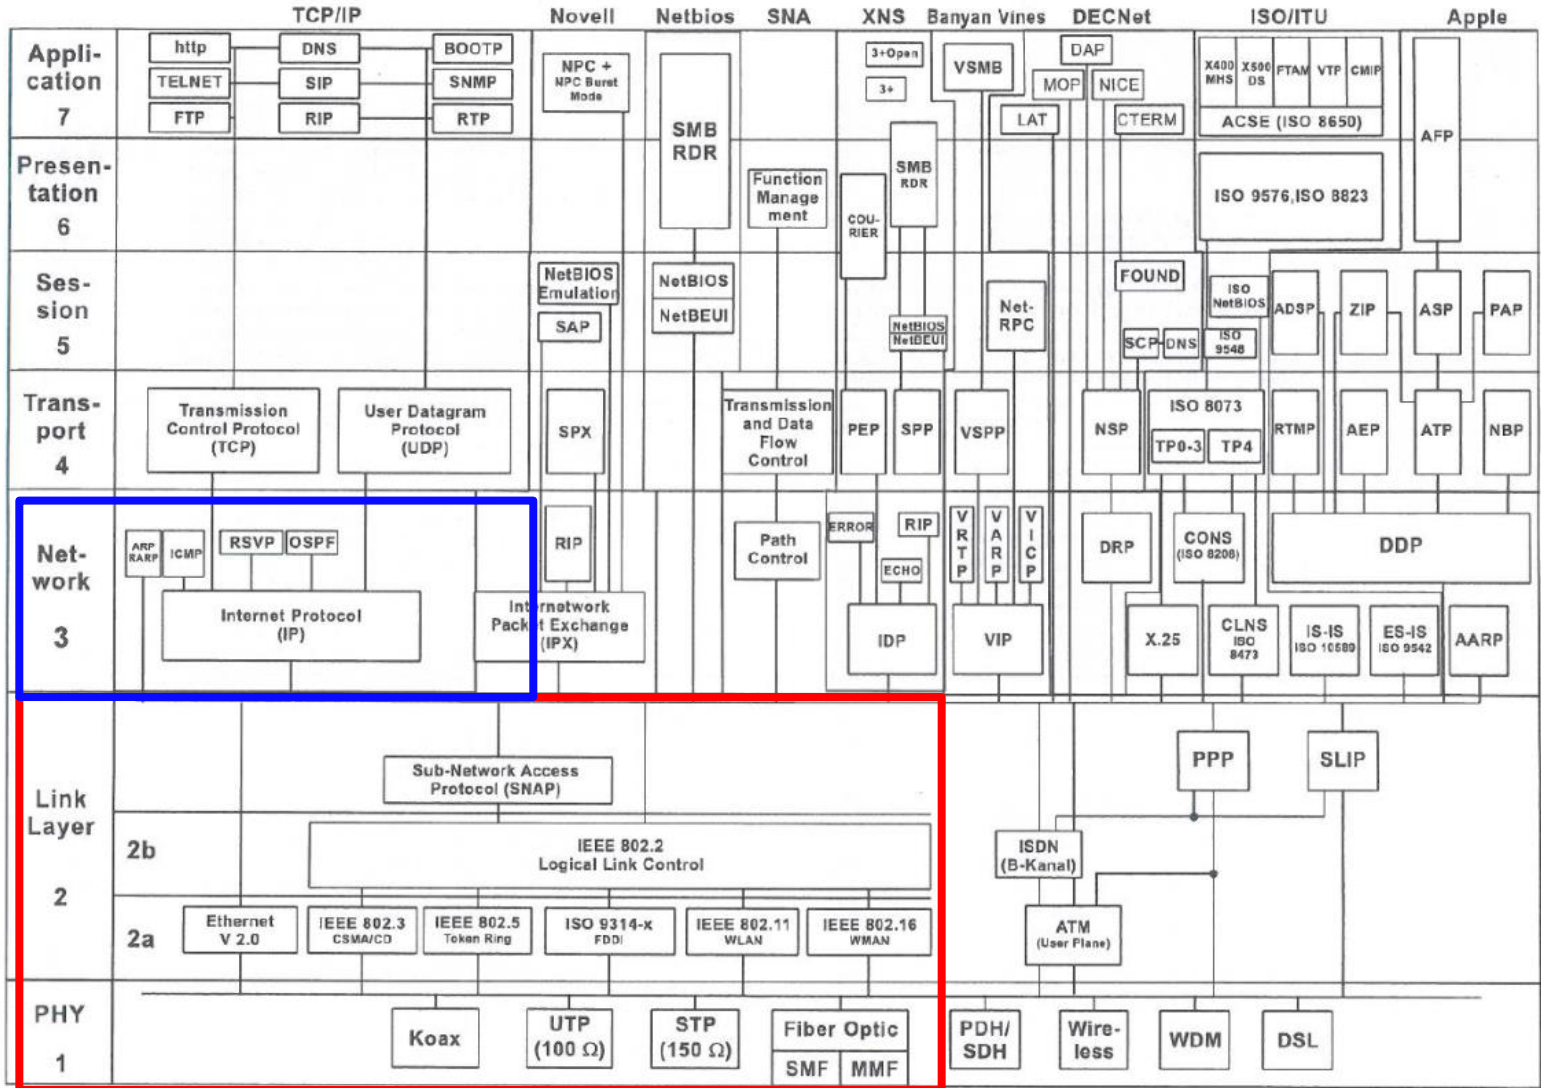 TCP/IP
Novell
Netbios
SNA
XNS
Banyan Vines
DECNet
ISO/ITU
Apple
Appli-
cation
7
http
DNS
BOOTP
TELNET
SIP
SNMP
FTP
RIP
RTP
NPC +
NPC Burst
Mode
SMB
RDR
3+Open
3+
VSMB
DAP
MOP
NICE
LAT
CTERM
X400
MHS
X500
DS
FTAM
VTP
CMIP
ACSE (ISO 8650)
AFP
Presen-
tation
6
Function
Manage
ment
COU-
RIER
SMB
RDR
ISO 9576,ISO 8823
Ses-
sion
5
NetBIOS
Emulation
SAP
NetBIOS
NetBEUI
NetBIOS
NetBEUI
Net-
RPC
FOUND
SCP
DNS
ISO
NetBIOS
ISO
9548
ADSP
ZIP
ASP
PAP
Trans-
port
4
Transmission
Control Protocol
(TCP)
User Datagram
Protocol
(UDP)
SPX
Transmission
and Data
Flow
Control
PEP
SPP
VSPP
NSP
ISO 8073
TP0-3
TP4
RTMP
AEP
ATP
NBP
Net-
work
3
ARP
RARP
ICMP
RSVP
OSPF
Internet Protocol
(IP)
RIP
Internetwork
Packet Exchange
(IPX)
Path
Control
ERROR
RIP
ECHO
IDP
VRTP
VARP
VICP
VIP
DRP
CONS
(ISO 8208)
DDP
X.25
CLNS
ISO
8473
IS-IS
ISO 10589
ES-IS
ISO 9542
AARP
Link
Layer
2
Sub-Network Access
Protocol (SNAP)
PPP
SLIP
2b
IEEE 802.2
Logical Link Control
ISDN
(B-Kanal)
2a
Ethernet
V 2.0
IEEE 802.3
CSMA/CD
IEEE 802.5
Token Ring
ISO 9314-x
FDDI
IEEE 802.11
WLAN
IEEE 802.16
WMAN
ATM
(User Plane)
PHY
1
Koax
UTP
(100 Ω)
STP
(150 Ω)
Fiber Optic
SMF
MMF
PDH/
SDH
Wire-
less
WDM
DSL